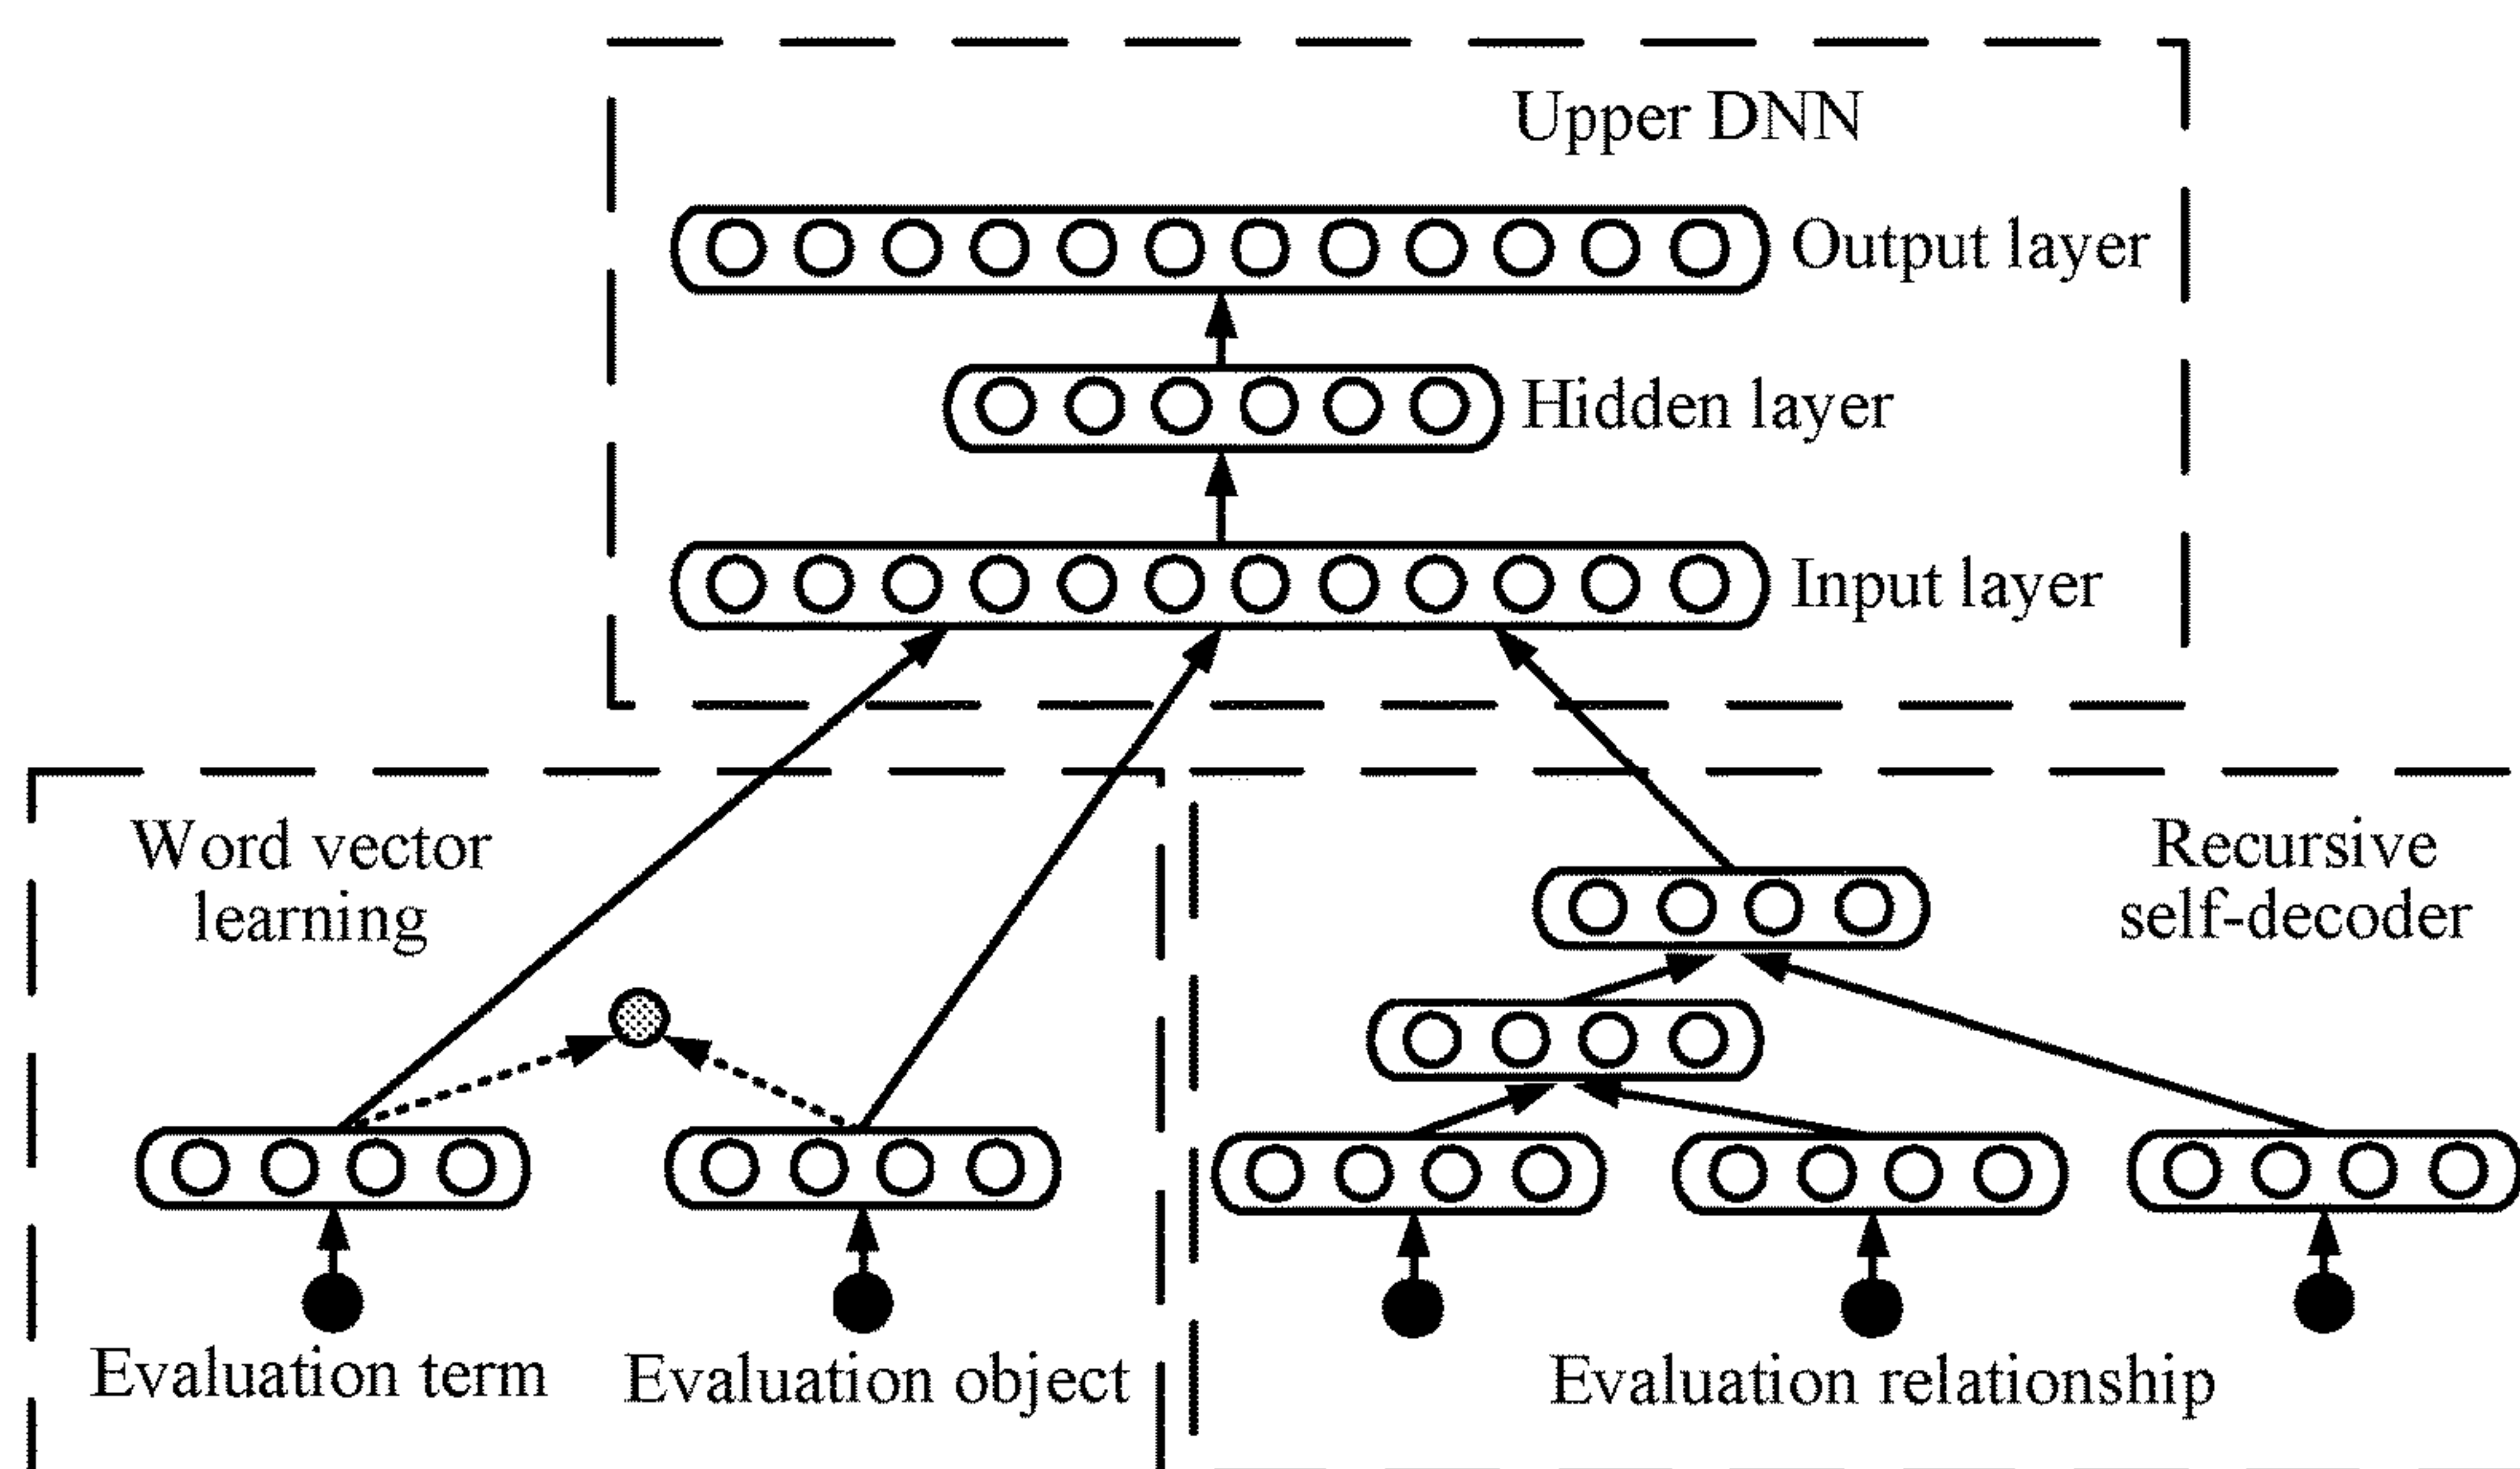 Upper DNN
Output layer
Hidden layer
Input layer
Word vector
learning
Recursive
self-decoder
Evaluation term
Evaluation object
Evaluation relationship